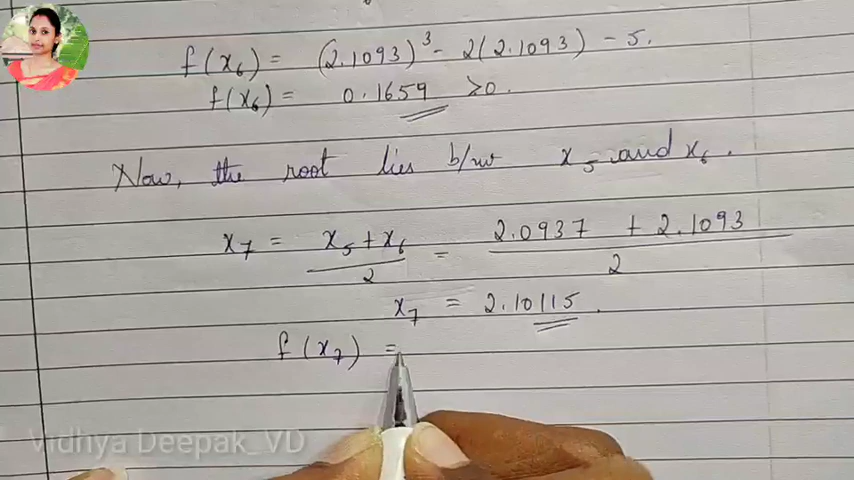 f(x₆) = (2.1093)³ - 2(2.1093) - 5.
f(x₆) = 0.1659 >0.
Now, the root lies b/w x₅ and x₆.
x₇ = x₅+x₆/2 = 2.0937 + 2.1093/2
x₇ = 2.10115.
f(x₇) =
Vidhya Deepak_VD